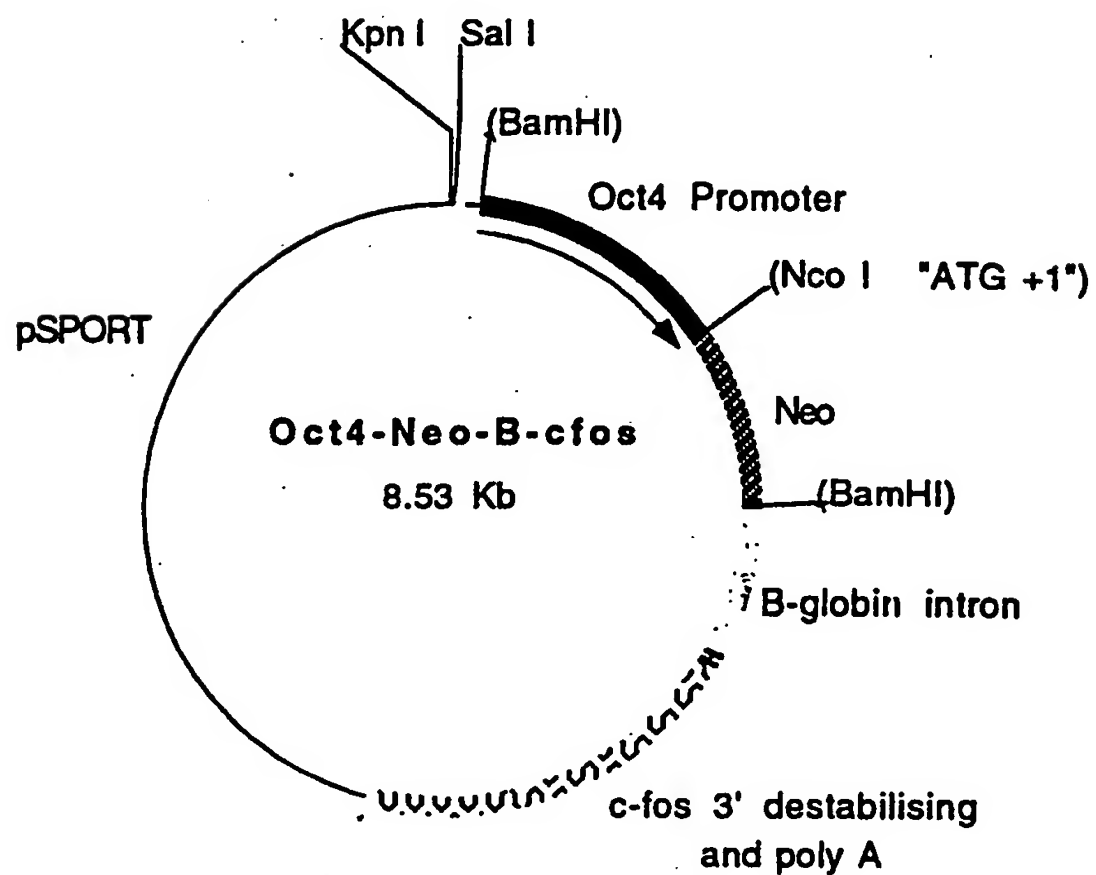 Kpn I
Sal I
(BamHI)
Oct4 Promoter
(Nco I "ATG +1")
pSPORT
Neo
Oct4-Neo-B-cfos
8.53 Kb
(BamHI)
B-globin intron
c-fos 3' destabilising
and poly A